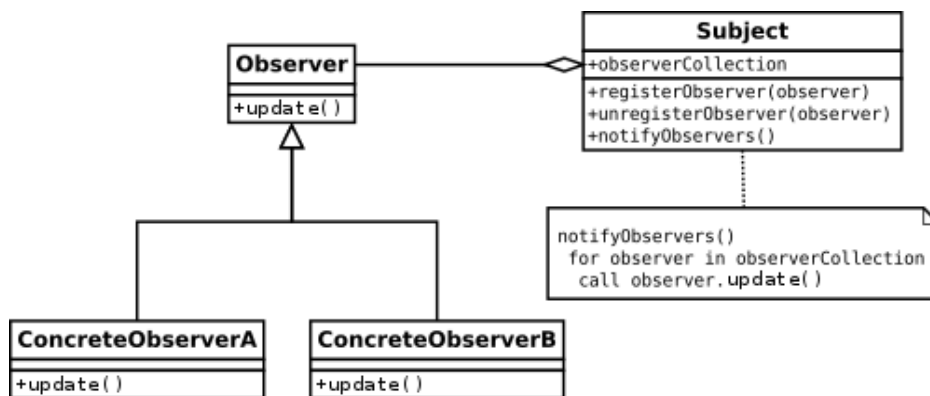 Subject
+observerCollection
+registerObserver(observer)
+unregisterObserver(observer)
+notifyObservers()
Observer
+update()
notifyObservers()
for observer in observerCollection
call observer.update()
ConcreteObserverA
+update()
ConcreteObserverB
+update()